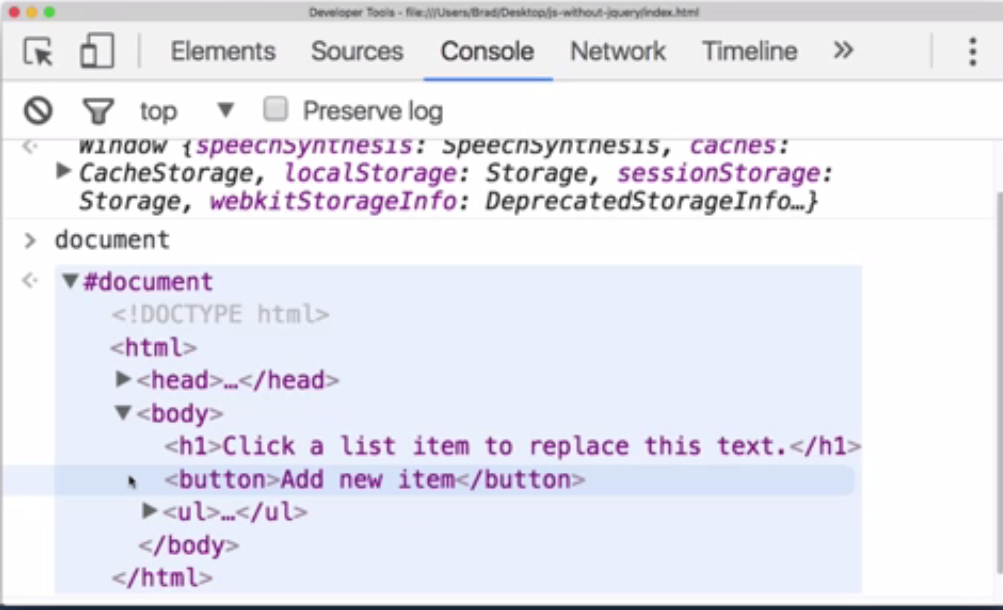 Developer Tools - file:///Users/Brad/Desktop/js-without-jquery/index.html
Elements Sources Console Network Timeline »
top ▼ Preserve log
Window {speechSynthesis: SpeechSynthesis, caches:
▶CacheStorage, localStorage: Storage, sessionStorage:
Storage, webkitStorageInfo: DeprecatedStorageInfo…}
> document
▼#document
<!DOCTYPE html>
<html>
▶<head>…</head>
▼<body>
<h1>Click a list item to replace this text.</h1>
<button>Add new item</button>
▶<ul>…</ul>
</body>
</html>